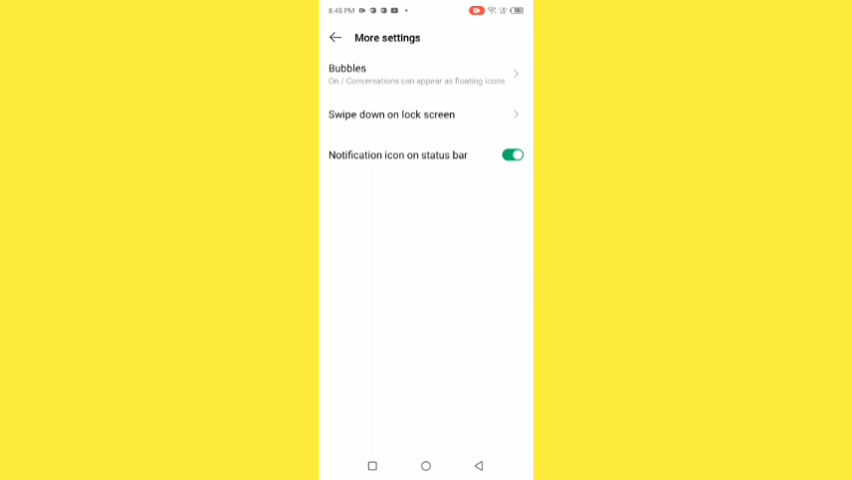 8:45 PM
More settings
Bubbles
On / Conversations can appear as floating icons
Swipe down on lock screen
Notification icon on status bar